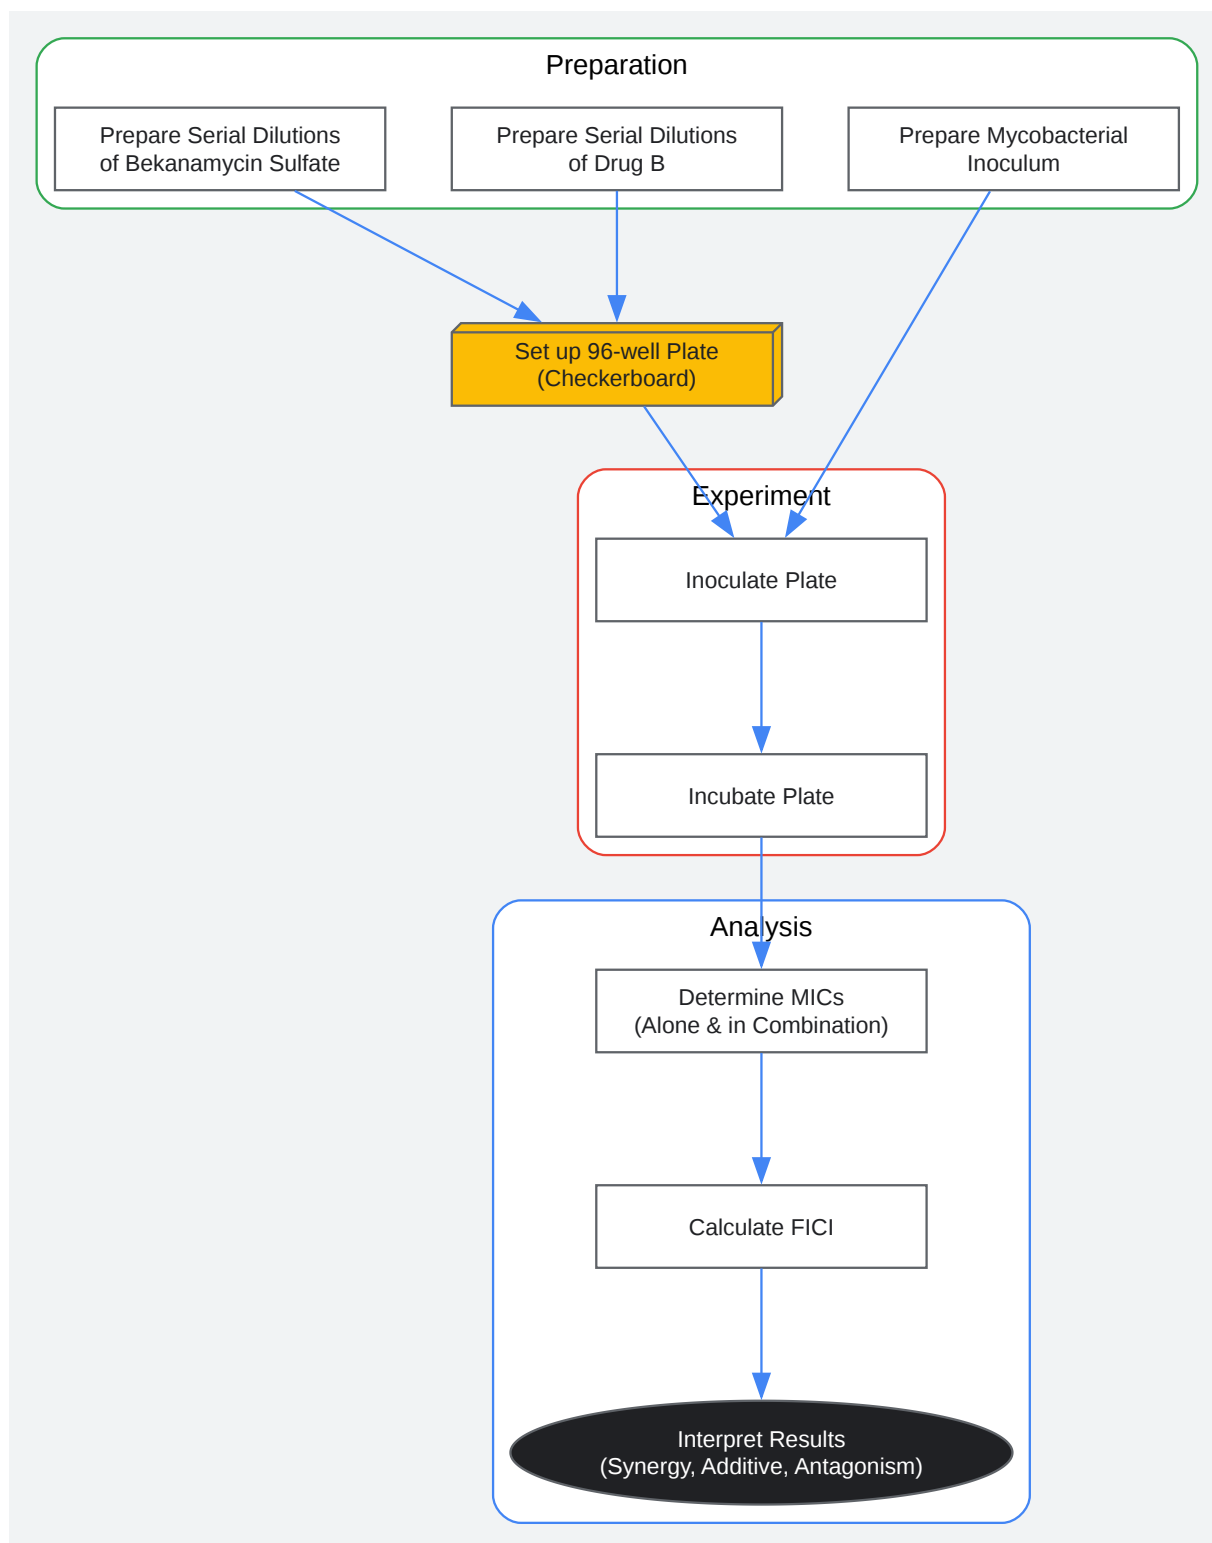 Preparation
Prepare Serial Dilutions
of Bekanamycin Sulfate
Prepare Serial Dilutions
of Drug B
Prepare Mycobacterial
Inoculum
Set up 96-well Plate
(Checkerboard)
Experiment
Inoculate Plate
Incubate Plate
Analysis
Determine MICs
(Alone & in Combination)
Calculate FICI
Interpret Results
(Synergy, Additive, Antagonism)